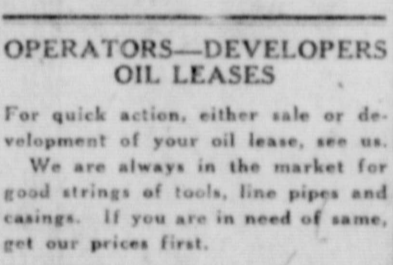 OPERATORS—DEVELOPERS
OIL LEASES
For quick action, either sale or de-
velopment of your oil lease, see us.
We are always in the market for
good strings of tools, line pipes and
casings. If you are in need of same,
get our prices first.